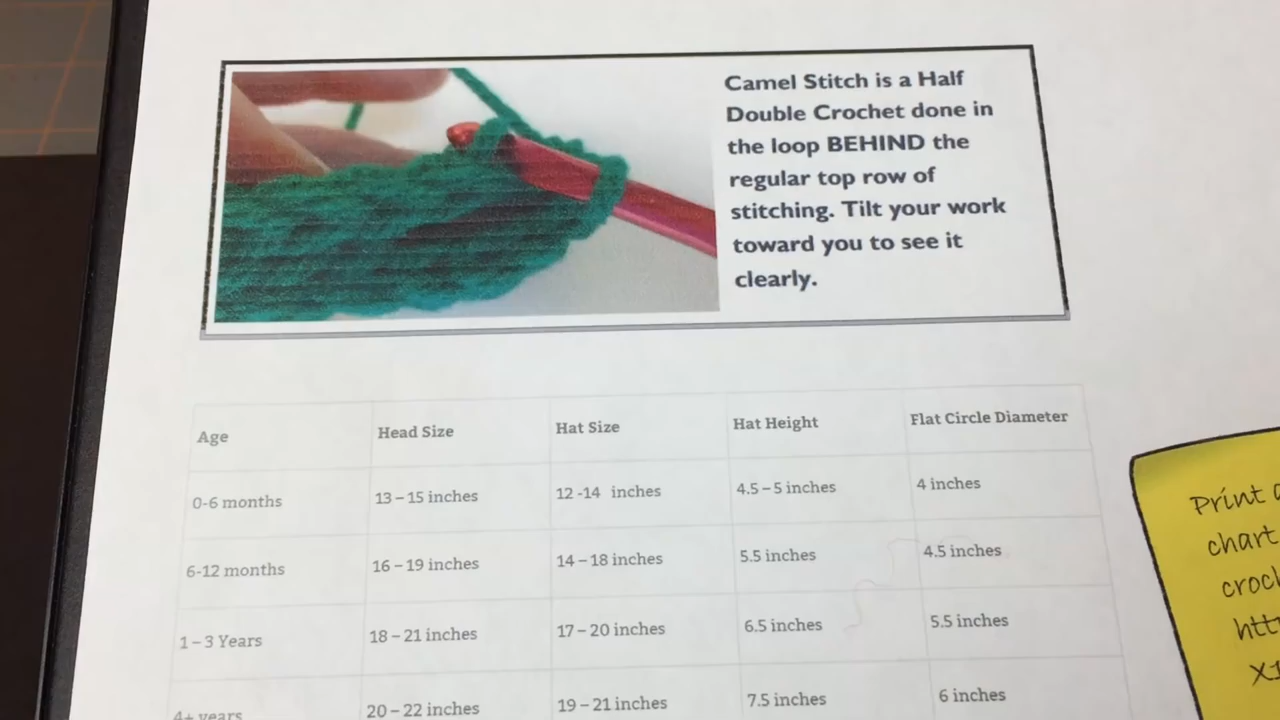 Camel Stitch is a Half
Double Crochet done in
the loop BEHIND the
regular top row of
stitching. Tilt your work
toward you to see it
clearly.
Age Head Size Hat Size Hat Height Flat Circle Diameter
0-6 months 13 – 15 inches 12 -14 inches 4.5 – 5 inches 4 inches
6-12 months 16 – 19 inches 14 – 18 inches 5.5 inches 4.5 inches
1 – 3 Years 18 – 21 inches 17 – 20 inches 6.5 inches 5.5 inches
4+ years 20 – 22 inches 19 – 21 inches 7.5 inches 6 inches
Print
chart